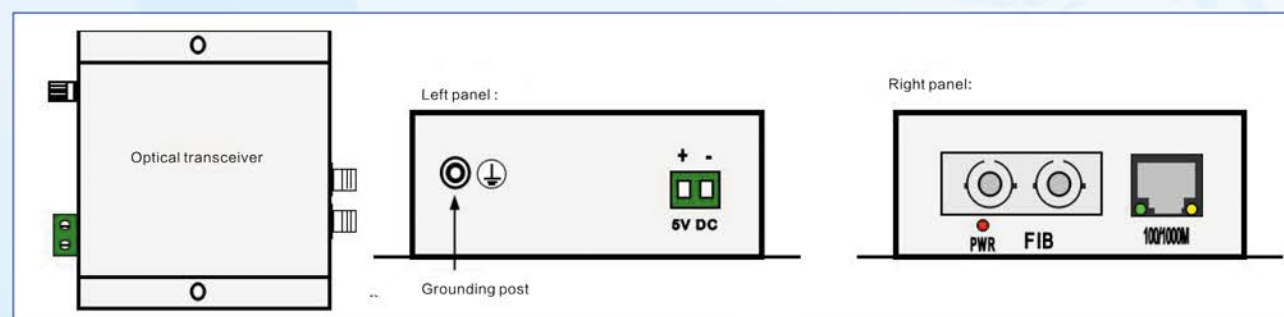 Optical transceiver
Left panel :
+ -
5V DC
Grounding post
Right panel:
PWR
FIB
100/1000M